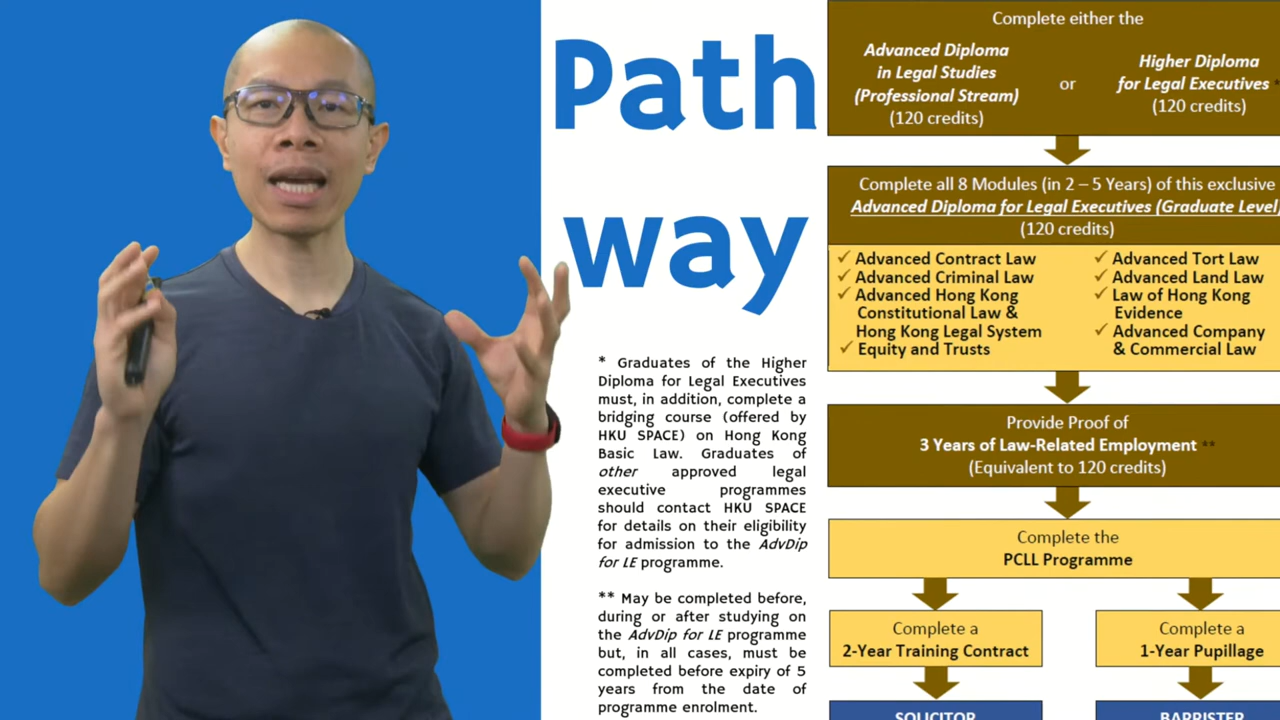 Path
way
* Graduates of the Higher
Diploma for Legal Executives
must, in addition, complete a
bridging course (offered by
HKU SPACE) on Hong Kong
Basic Law. Graduates of
other approved legal
executive programmes
should contact HKU SPACE
for details on their eligibility
for admission to the AdvDip
for LE programme.
** May be completed before,
during or after studying on
the AdvDip for LE programme
but, in all cases, must be
completed before expiry of 5
years from the date of
programme enrolment.
Complete either the
Advanced Diploma
in Legal Studies
(Professional Stream)
(120 credits)
or
Higher Diploma
for Legal Executives *
(120 credits)
Complete all 8 Modules (in 2 – 5 Years) of this exclusive
Advanced Diploma for Legal Executives (Graduate Level)
(120 credits)
✓ Advanced Contract Law
✓ Advanced Criminal Law
✓ Advanced Hong Kong
Constitutional Law &
Hong Kong Legal System
✓ Equity and Trusts
✓ Advanced Tort Law
✓ Advanced Land Law
✓ Law of Hong Kong
Evidence
✓ Advanced Company
& Commercial Law
Provide Proof of
3 Years of Law-Related Employment **
(Equivalent to 120 credits)
Complete the
PCLL Programme
Complete a
2-Year Training Contract
Complete a
1-Year Pupillage
SOLICITOR
BARRISTER